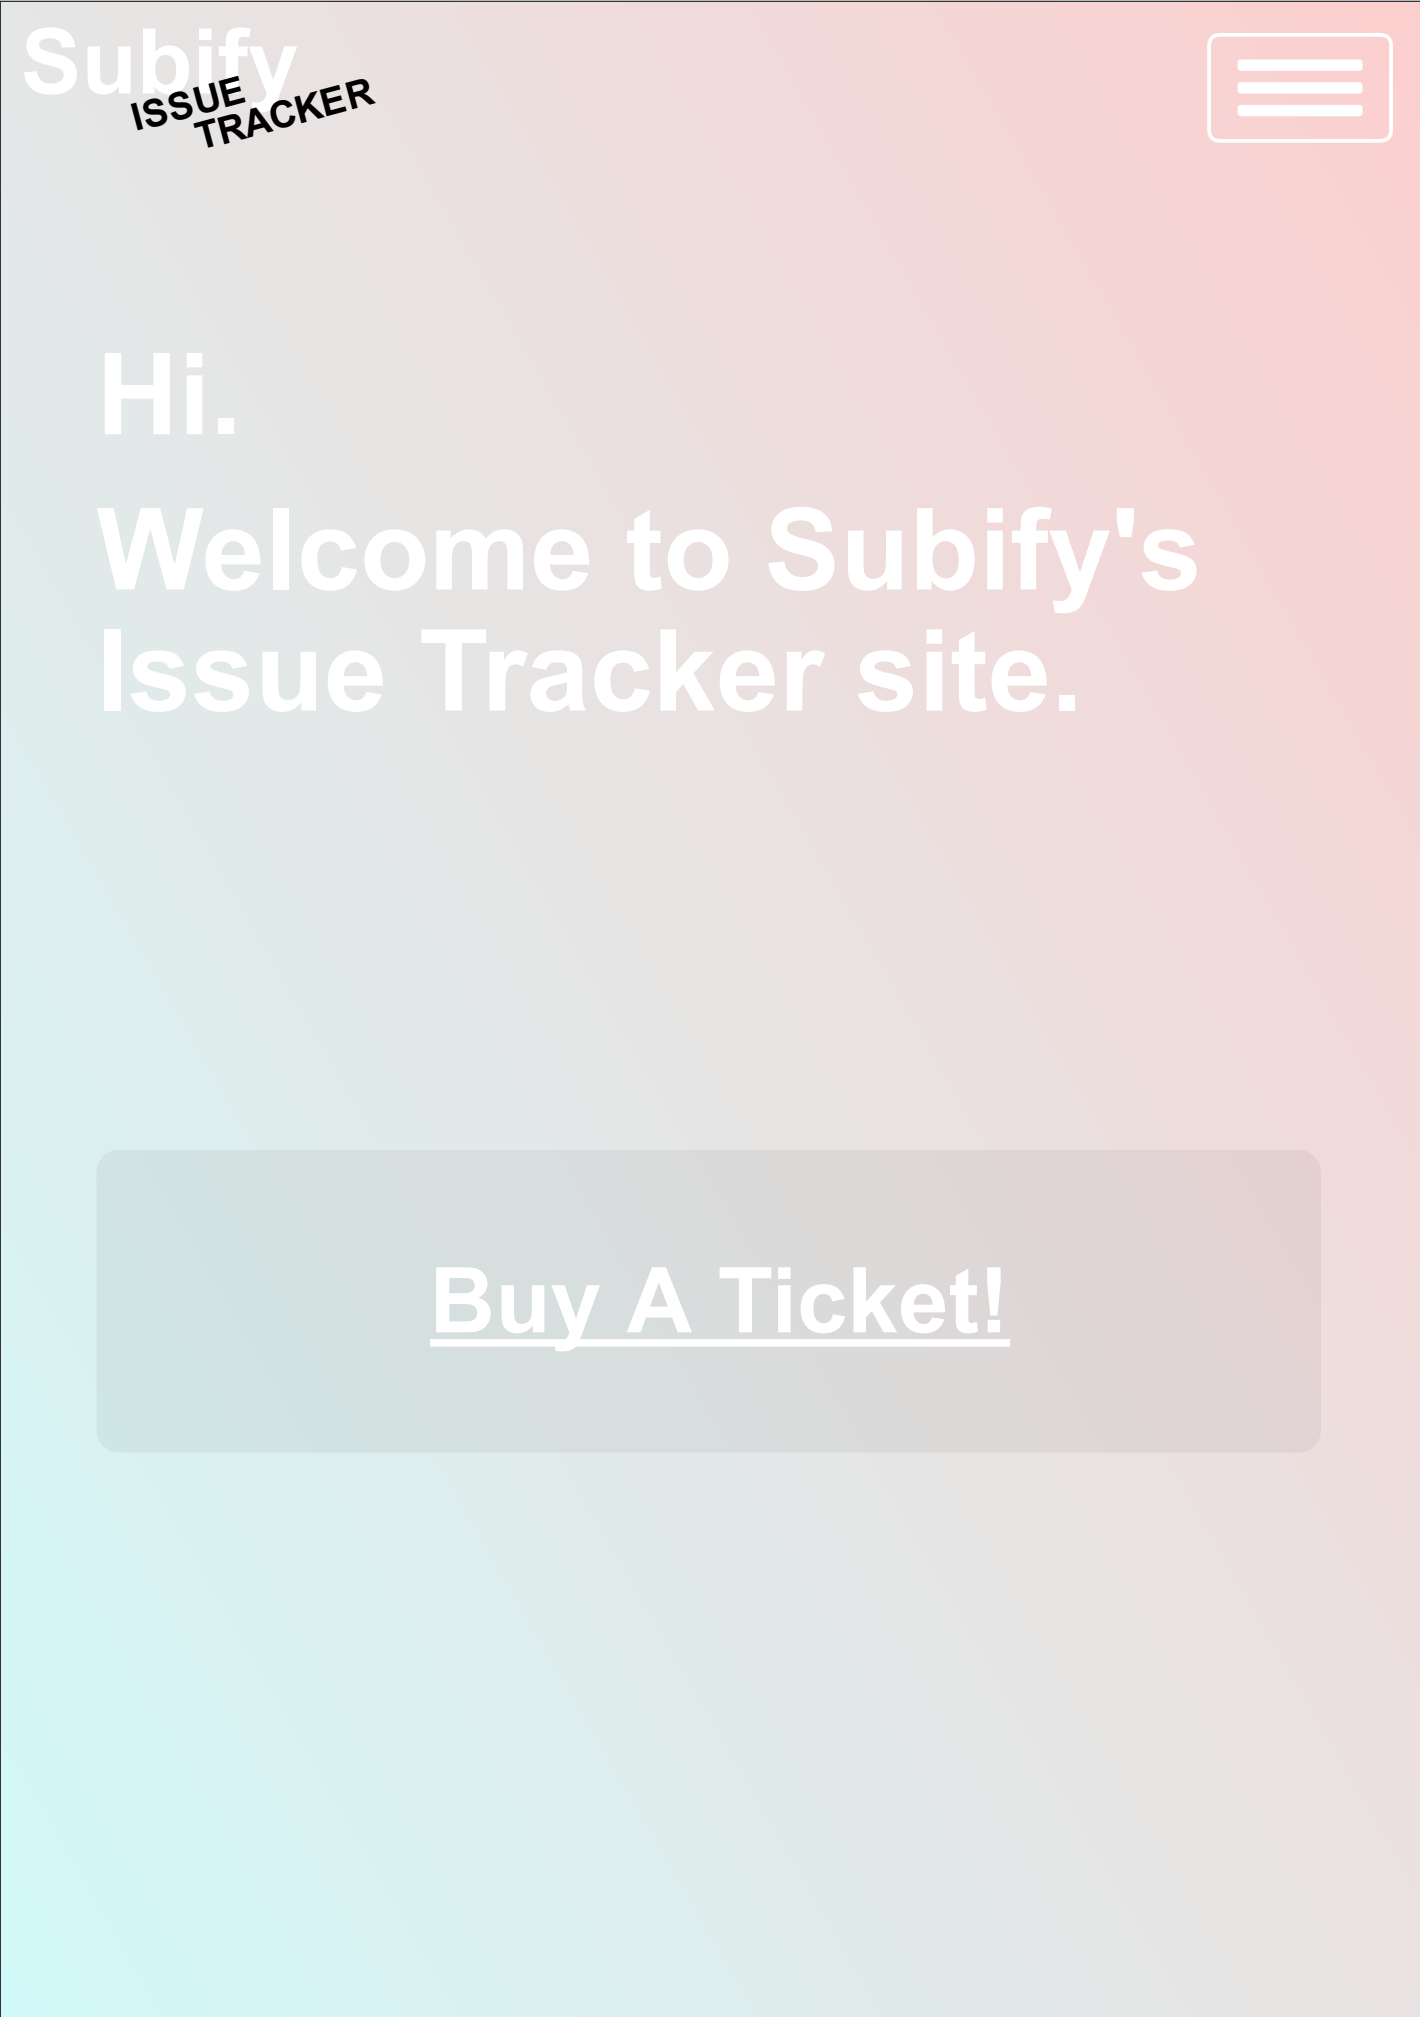 Subify
ISSUE
TRACKER
Hi.
Welcome to Subify's
Issue Tracker site.
Buy A Ticket!